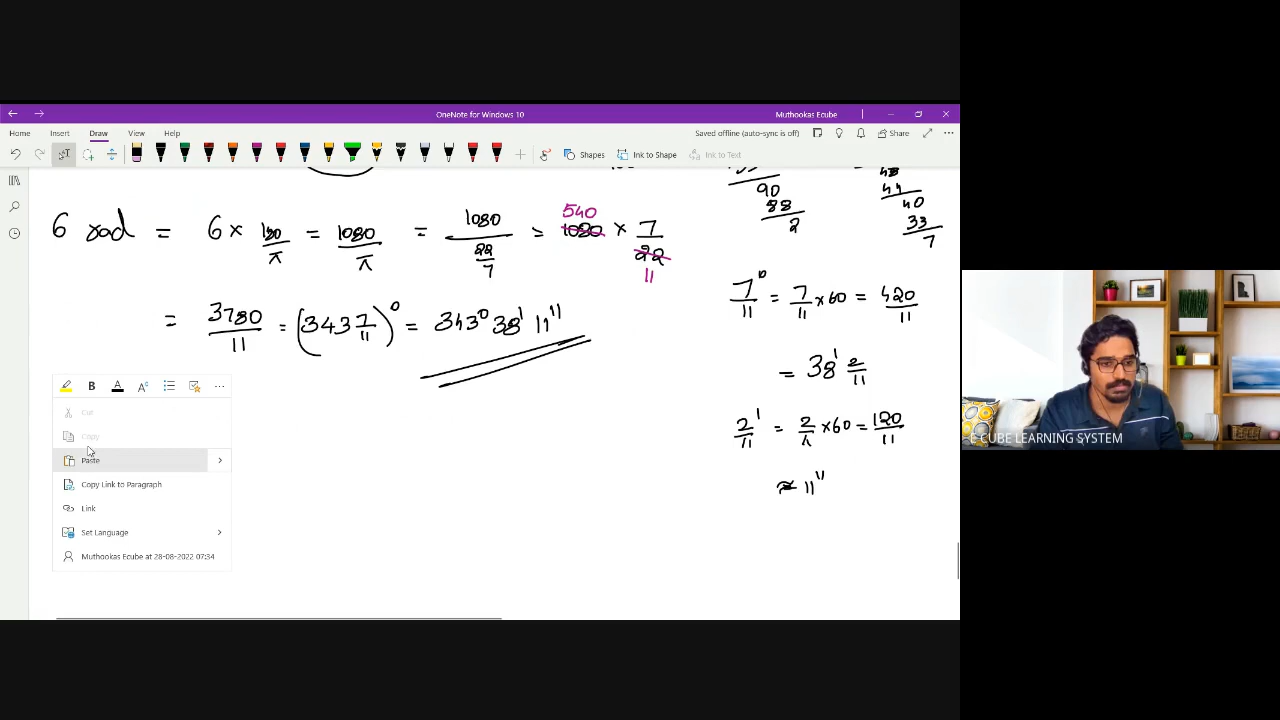 OneNote for Windows 10
Muthookas Ecube
Home Insert Draw View Help
Saved offline (auto-sync is off)
Share
Shapes
Ink to Shape
Ink to Text
90
88
2
44
40
33
7
6 rad = 6 × 180/π = 1080/π = 1080/(22/7) = 540 1080 × 7/22 11
= 3780/11 = (343 7/11)° = 343° 38' 11"
7/11° = 7/11 × 60 = 420/11
= 38' 2/11
2/11' = 2/11 × 60 = 120/11
≈ 11"
Cut
Copy
Paste
Copy Link to Paragraph
Link
Set Language
Muthookas Ecube at 28-08-2022 07:34
E CUBE LEARNING SYSTEM